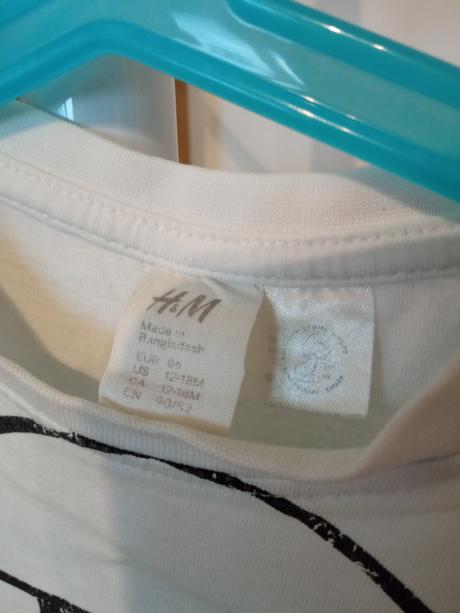 H&M
Made in
Bangladesh
EUR 86
US 12-18M
CA 12-18M
CN 90/52